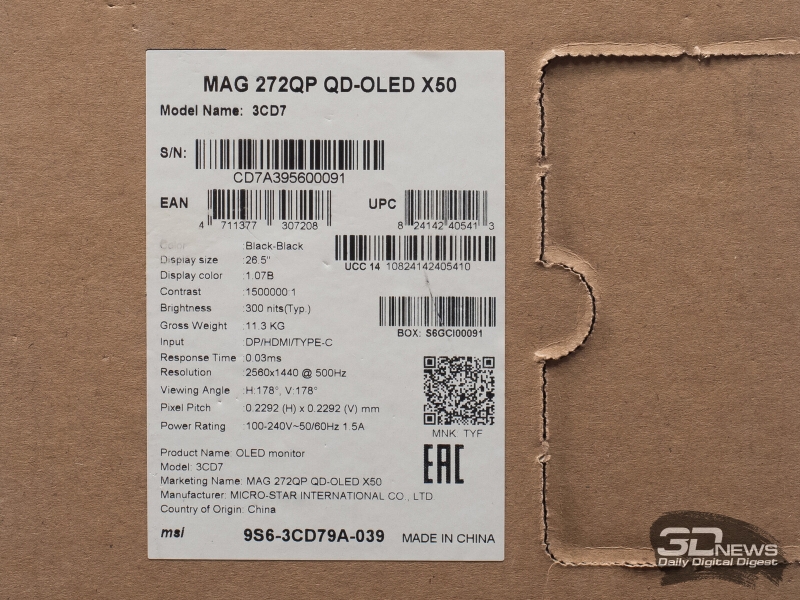 MAG 272QP QD-OLED X50
Model Name: 3CD7
S/N:
CD7A395600091
EAN
4 711377 307208
UPC
8 24142 40541 3
Color :Black-Black
UCC 14 10824142405410
Display size :26.5"
Display color :1.07B
Contrast :1500000:1
Brightness :300 nits(Typ.)
Gross Weight :11.3 KG
BOX: S6GCI00091
Input :DP/HDMI/TYPE-C
Response Time :0.03ms
Resolution :2560x1440 @ 500Hz
Viewing Angle :H:178°, V:178°
Pixel Pitch :0.2292 (H) x 0.2292 (V) mm
Power Rating :100-240V~50/60Hz 1.5A
MNK TYF
EAC
Product Name: OLED monitor
Model: 3CD7
Marketing Name: MAG 272QP QD-OLED X50
Manufacturer: MICRO-STAR INTERNATIONAL CO., LTD
Country of Origin: China
msi 9S6-3CD79A-039 MADE IN CHINA
3DNEWS
Daily Digital Digest